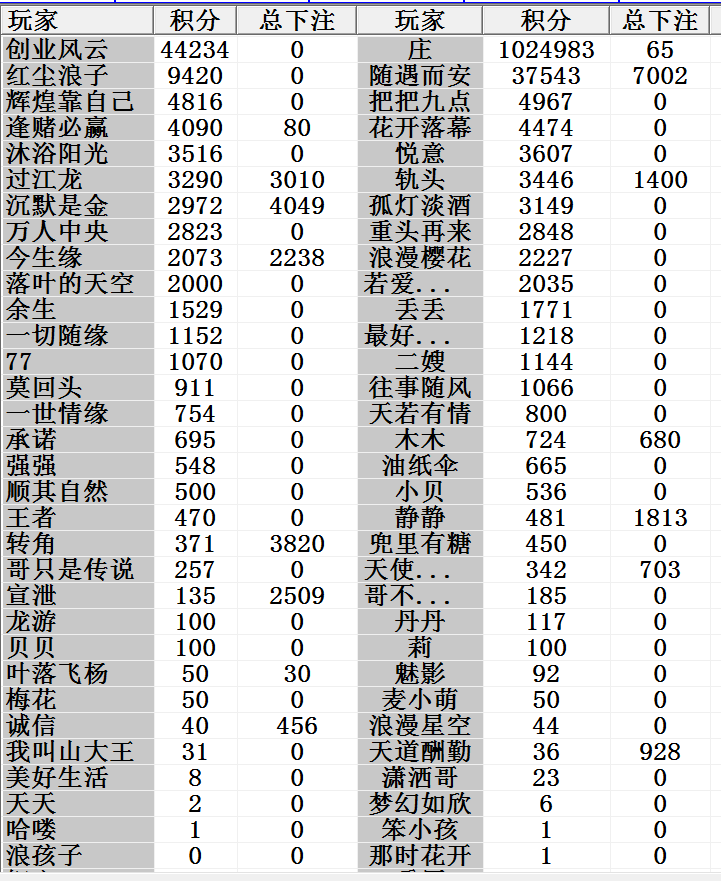 玩家 积分 总下注 玩家 积分 总下注
创业风云 44234 0 庄 1024983 65
红尘浪子 9420 0 随遇而安 37543 7002
辉煌靠自己 4816 0 把把九点 4967 0
逢赌必赢 4090 80 花开落幕 4474 0
沐浴阳光 3516 0 悦意 3607 0
过江龙 3290 3010 轨头 3446 1400
沉默是金 2972 4049 孤灯淡酒 3149 0
万人中央 2823 0 重头再来 2848 0
今生缘 2073 2238 浪漫樱花 2227 0
落叶的天空 2000 0 若爱... 2035 0
余生 1529 0 丢丢 1771 0
一切随缘 1152 0 最好... 1218 0
77 1070 0 二嫂 1144 0
莫回头 911 0 往事随风 1066 0
一世情缘 754 0 天若有情 800 0
承诺 695 0 木木 724 680
强强 548 0 油纸伞 665 0
顺其自然 500 0 小贝 536 0
王者 470 0 静静 481 1813
转角 371 3820 兜里有糖 450 0
哥只是传说 257 0 天使... 342 703
宣泄 135 2509 哥不... 185 0
龙游 100 0 丹丹 117 0
贝贝 100 0 莉 100 0
叶落飞杨 50 30 魅影 92 0
梅花 50 0 麦小萌 50 0
诚信 40 456 浪漫星空 44 0
我叫山大王 31 0 天道酬勤 36 928
美好生活 8 0 潇洒哥 23 0
天天 2 0 梦幻如欣 6 0
哈喽 1 0 笨小孩 1 0
浪孩子 0 0 那时花开 1 0